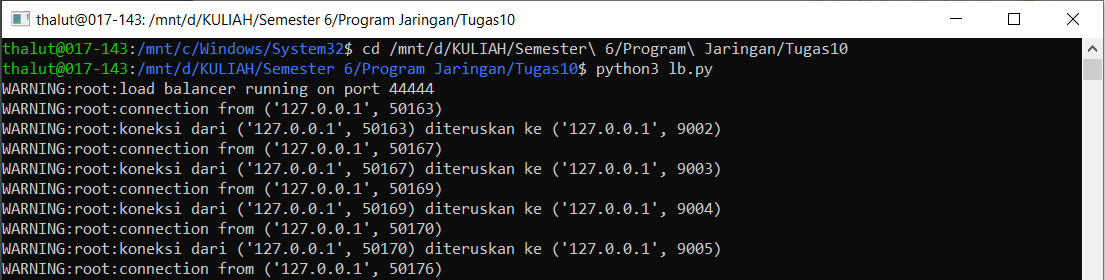 thalut@017-143: /mnt/d/KULIAH/Semester 6/Program Jaringan/Tugas10
thalut@017-143:/mnt/c/Windows/System32$ cd /mnt/d/KULIAH/Semester\ 6/Program\ Jaringan/Tugas10
thalut@017-143:/mnt/d/KULIAH/Semester 6/Program Jaringan/Tugas10$ python3 lb.py
WARNING:root:load balancer running on port 44444
WARNING:root:connection from ('127.0.0.1', 50163)
WARNING:root:koneksi dari ('127.0.0.1', 50163) diteruskan ke ('127.0.0.1', 9002)
WARNING:root:connection from ('127.0.0.1', 50167)
WARNING:root:koneksi dari ('127.0.0.1', 50167) diteruskan ke ('127.0.0.1', 9003)
WARNING:root:connection from ('127.0.0.1', 50169)
WARNING:root:koneksi dari ('127.0.0.1', 50169) diteruskan ke ('127.0.0.1', 9004)
WARNING:root:connection from ('127.0.0.1', 50170)
WARNING:root:koneksi dari ('127.0.0.1', 50170) diteruskan ke ('127.0.0.1', 9005)
WARNING:root:connection from ('127.0.0.1', 50176)